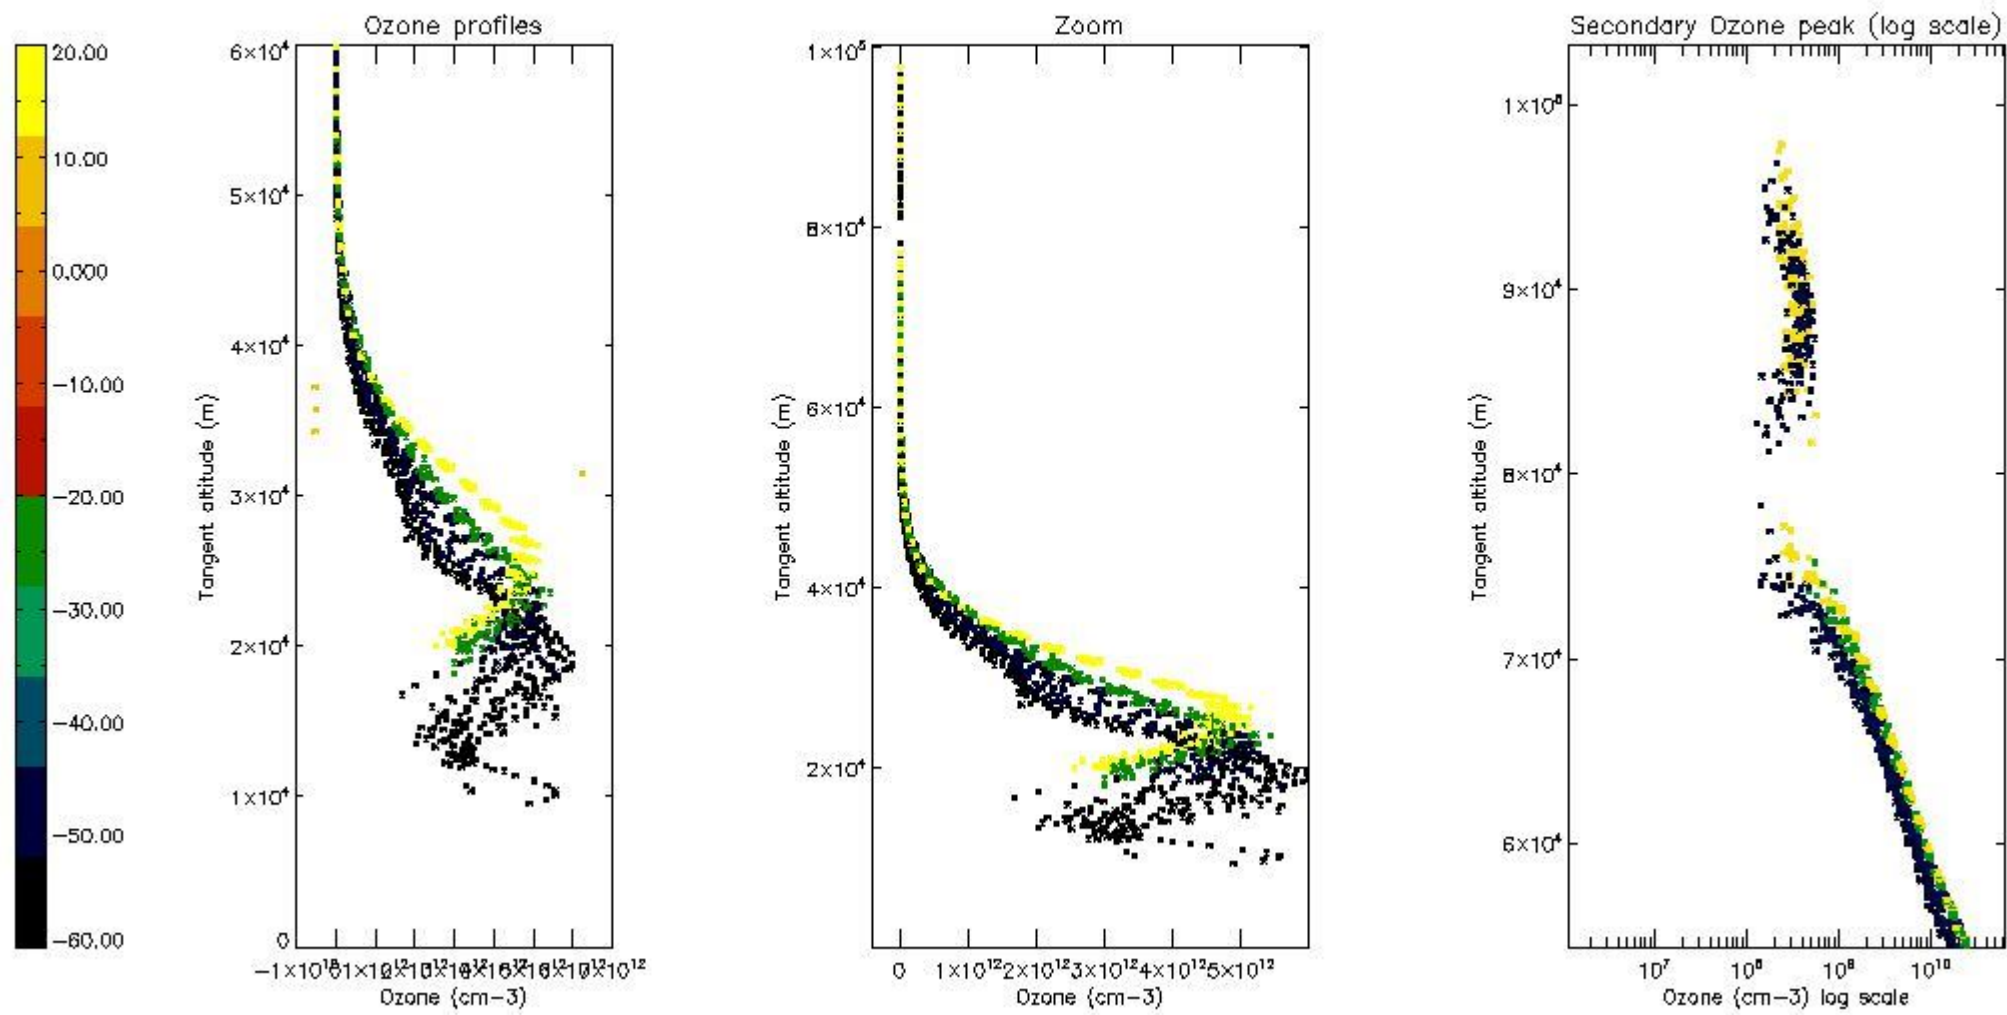 Ozone profiles
Zoom
Secondary Ozone peak (log scale)
20.00
10.00
0.000
−10.00
−20.00
−30.00
−40.00
−50.00
−60.00
6×10⁴
5×10⁴
4×10⁴
3×10⁴
2×10⁴
1×10⁴
0
Tangent altitude (m)
Ozone (cm−3)
1×10⁵
8×10⁴
6×10⁴
4×10⁴
2×10⁴
Tangent altitude (m)
0 1×10¹² 2×10¹² 3×10¹² 4×10¹² 5×10¹²
Ozone (cm−3)
9×10⁴
8×10⁴
7×10⁴
6×10⁴
Tangent altitude (m)
10⁷ 10⁸ 10⁹ 10¹⁰
Ozone (cm−3) log scale